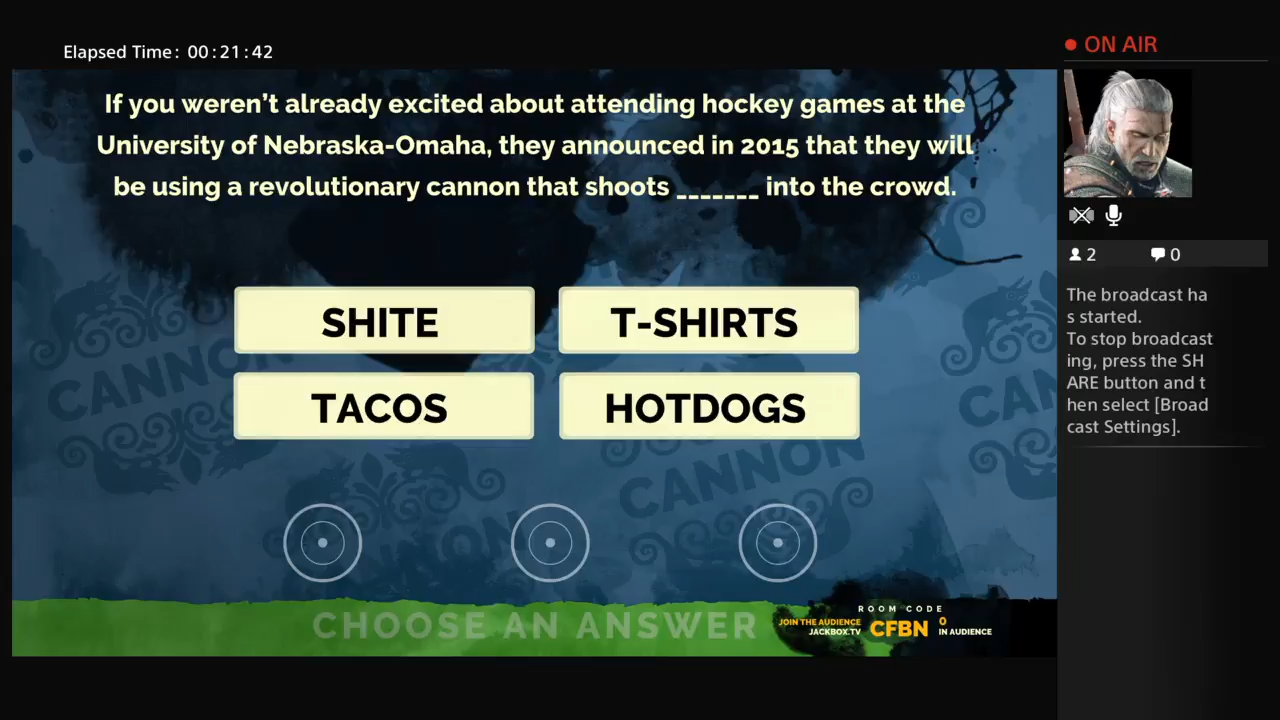 Elapsed Time: 00:21:42
ON AIR
If you weren't already excited about attending hockey games at the
University of Nebraska-Omaha, they announced in 2015 that they will
be using a revolutionary cannon that shoots _______ into the crowd.
2
0
The broadcast ha
s started.
To stop broadcast
ing, press the SH
ARE button and t
hen select [Broad
cast Settings].
SHITE
T-SHIRTS
TACOS
HOTDOGS
CANNON
CANNON
CANNON
CHOOSE AN ANSWER
ROOM CODE
JOIN THE AUDIENCE
JACKBOX.TV
CFBN
0
IN AUDIENCE